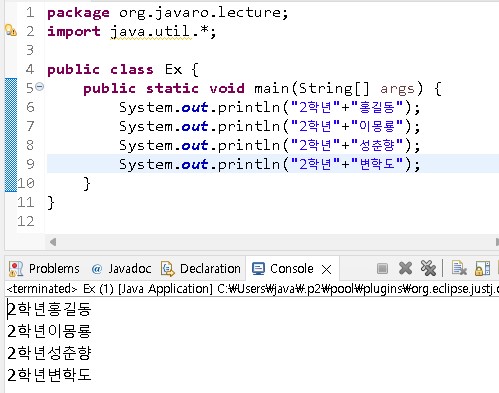 1 package org.javaro.lecture;
2 import java.util.*;
3
4 public class Ex {
5 public static void main(String[] args) {
6 System.out.println("2학년"+"홍길동");
7 System.out.println("2학년"+"이몽룡");
8 System.out.println("2학년"+"성춘향");
9 System.out.println("2학년"+"변학도");
10 }
11 }
12
Problems @ Javadoc Declaration Console
<terminated> Ex (1) [Java Application] C:₩Users₩java₩.p2₩pool₩plugins₩org.eclipse.justj.
2학년홍길동
2학년이몽룡
2학년성춘향
2학년변학도